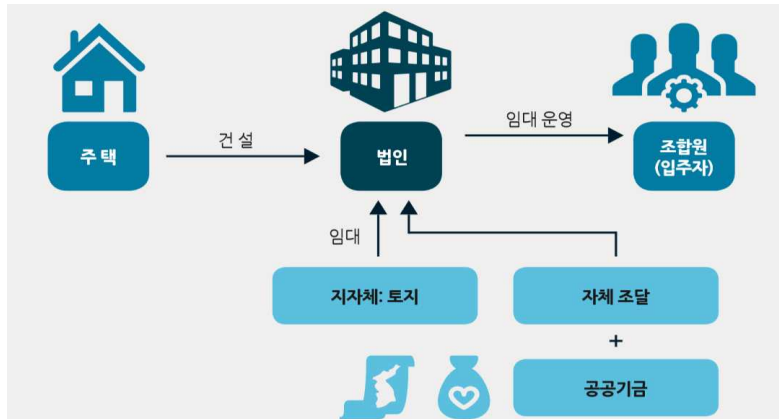 주 택
건 설
법인
임대 운영
조합원
(입주자)
임대
지자체: 토지
자체 조달
+
공공기금